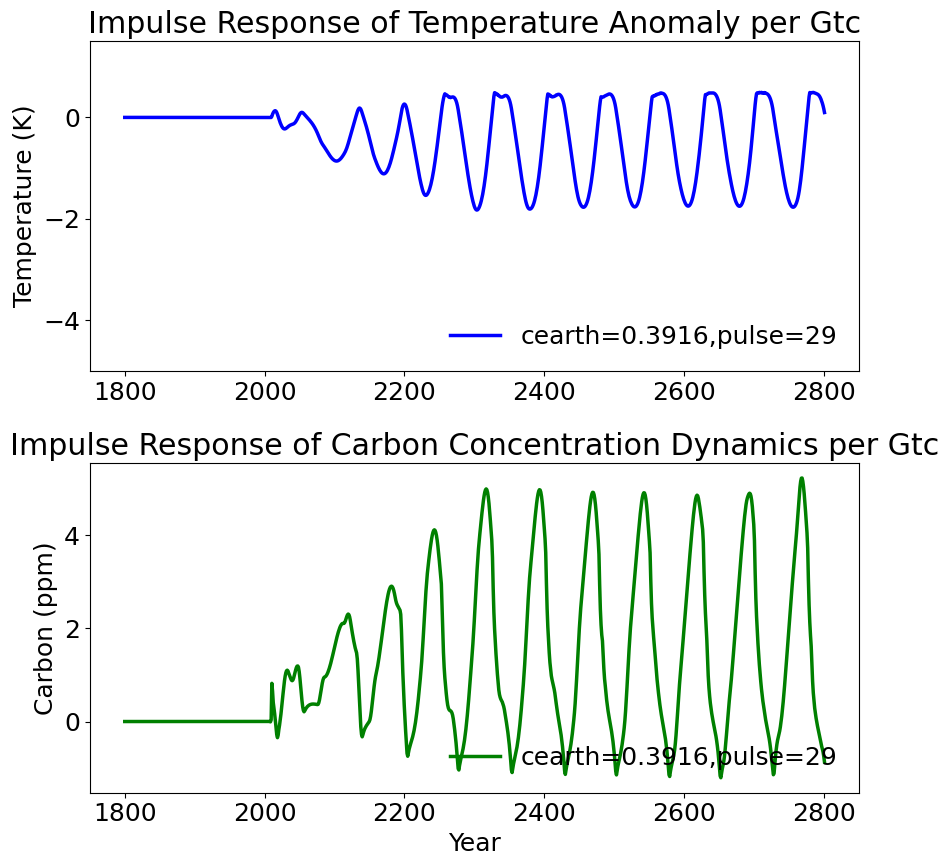 Impulse Response of Temperature Anomaly per Gtc
Temperature (K)
0
−2
−4
cearth=0.3916,pulse=29
1800 2000 2200 2400 2600 2800
Impulse Response of Carbon Concentration Dynamics per Gtc
Carbon (ppm)
4
2
0
cearth=0.3916,pulse=29
1800 2000 2200 2400 2600 2800
Year